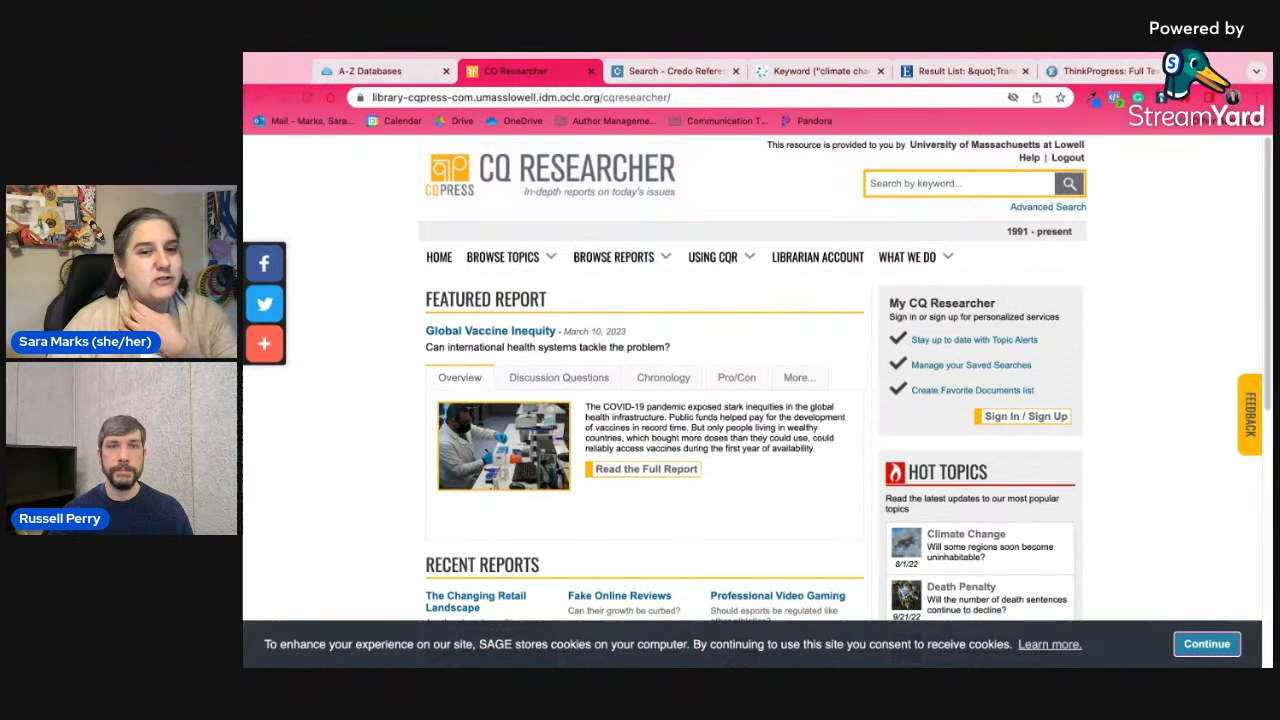 Powered by
StreamYard
A-Z Databases
CQ Researcher
Search - Credo Refere
Keyword ("climate cha
Result List: &quot;Tran
ThinkProgress: Full Tex
library-cqpress-com.umasslowell.idm.oclc.org/cqresearcher/
Mail - Marks, Sara...
Calendar
Drive
OneDrive
Author Manageme...
Communication T...
Pandora
This resource is provided to you by University of Massachusetts at Lowell
Help | Logout
CQPRESS
CQ RESEARCHER
In-depth reports on today's issues
Search by keyword...
Advanced Search
1991 - present
HOME
BROWSE TOPICS
BROWSE REPORTS
USING CQR
LIBRARIAN ACCOUNT
WHAT WE DO
FEATURED REPORT
Global Vaccine Inequity - March 10, 2023
Can international health systems tackle the problem?
Overview
Discussion Questions
Chronology
Pro/Con
More...
The COVID-19 pandemic exposed stark inequities in the global
health infrastructure. Public funds helped pay for the development
of vaccines in record time. But only people living in wealthy
countries, which bought more doses than they could use, could
reliably access vaccines during the first year of availability.
Read the Full Report
My CQ Researcher
Sign in or sign up for personalized services
Stay up to date with Topic Alerts
Manage your Saved Searches
Create Favorite Documents list
Sign In / Sign Up
FEEDBACK
HOT TOPICS
Read the latest updates to our most popular
topics
Climate Change
Will some regions soon become
uninhabitable?
8/1/22
Death Penalty
Will the number of death sentences
continue to decline?
9/21/22
RECENT REPORTS
The Changing Retail
Landscape
Fake Online Reviews
Can their growth be curbed?
Professional Video Gaming
Should esports be regulated like
To enhance your experience on our site, SAGE stores cookies on your computer. By continuing to use this site you consent to receive cookies. Learn more.
Continue
Sara Marks (she/her)
Russell Perry